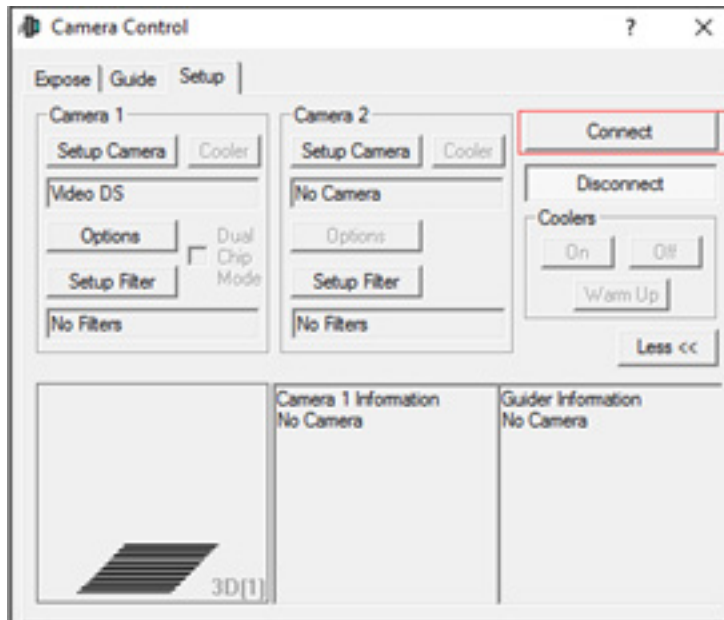 Camera Control ? X
Expose Guide Setup
Camera 1
Setup Camera Cooler
Video DS
Options
Dual
Chip
Mode
Setup Filter
No Filters
Camera 2
Setup Camera Cooler
No Camera
Options
Setup Filter
No Filters
Connect
Disconnect
Coolers
On Off
Warm Up
Less <<
3D[1]
Camera 1 Information
No Camera
Guider Information
No Camera